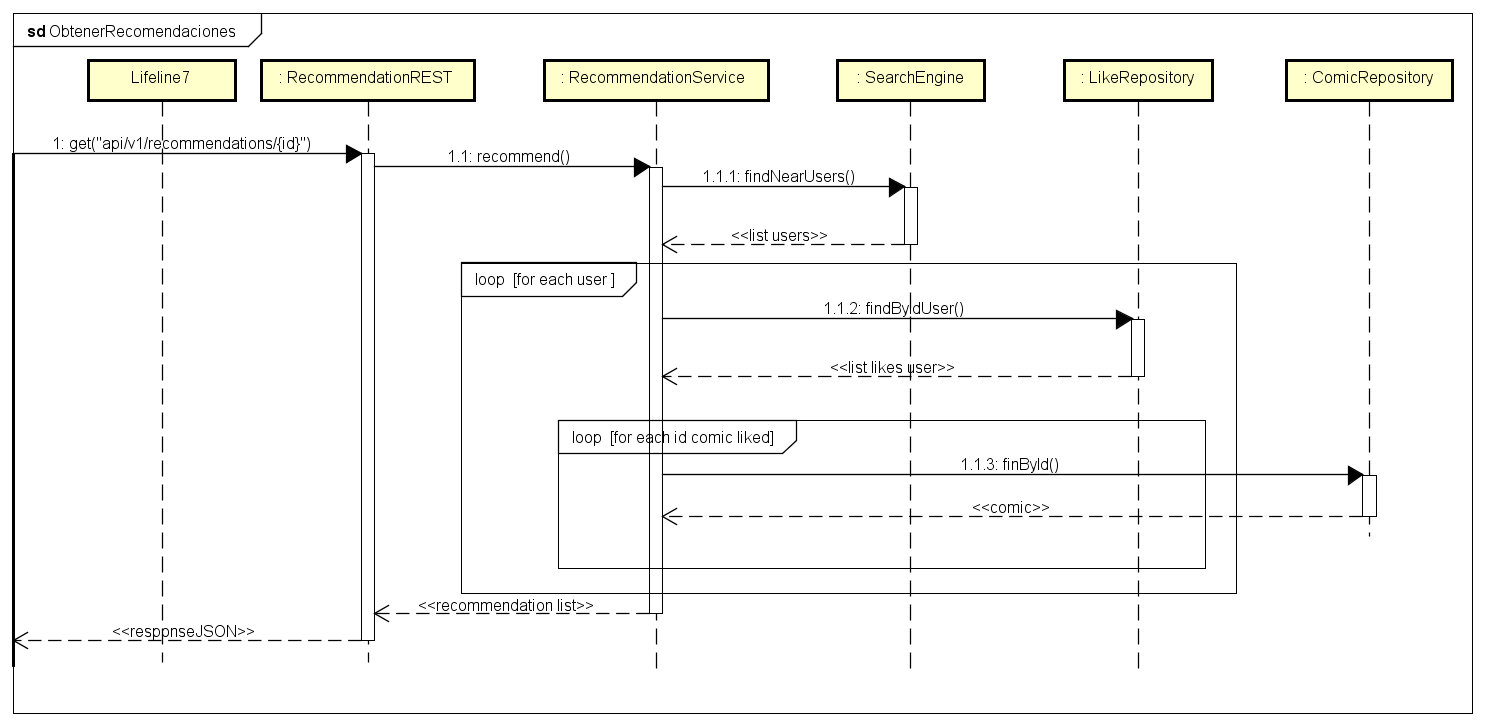 sd ObtenerRecomendaciones
Lifeline7
: RecommendationREST
: RecommendationService
: SearchEngine
: LikeRepository
: ComicRepository
1: get("api/v1/recommendations/{id}")
1.1: recommend()
1.1.1: findNearUsers()
<<list users>>
loop [for each user ]
1.1.2: findByIdUser()
<<list likes user>>
loop [for each id comic liked]
1.1.3: finById()
<<comic>>
<<recommendation list>>
<<responseJSON>>